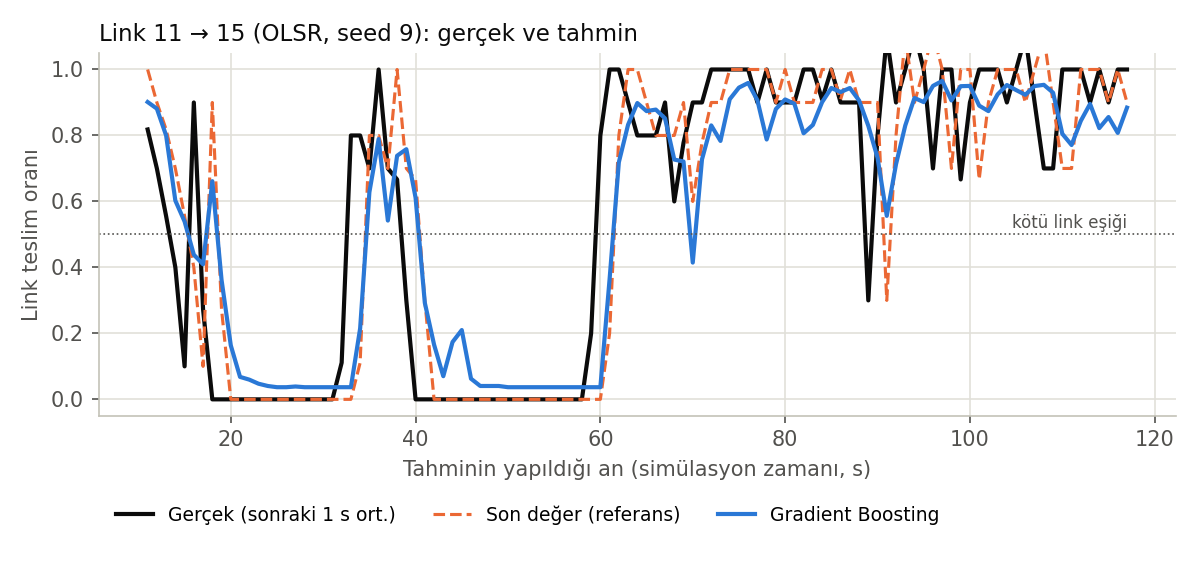 Link 11 → 15 (OLSR, seed 9): gerçek ve tahmin
Link teslim oranı
1.0
0.8
0.6
0.4
0.2
0.0
kötü link eşiği
20
40
60
80
100
120
Tahminin yapıldığı an (simülasyon zamanı, s)
Gerçek (sonraki 1 s ort.)
Son değer (referans)
Gradient Boosting